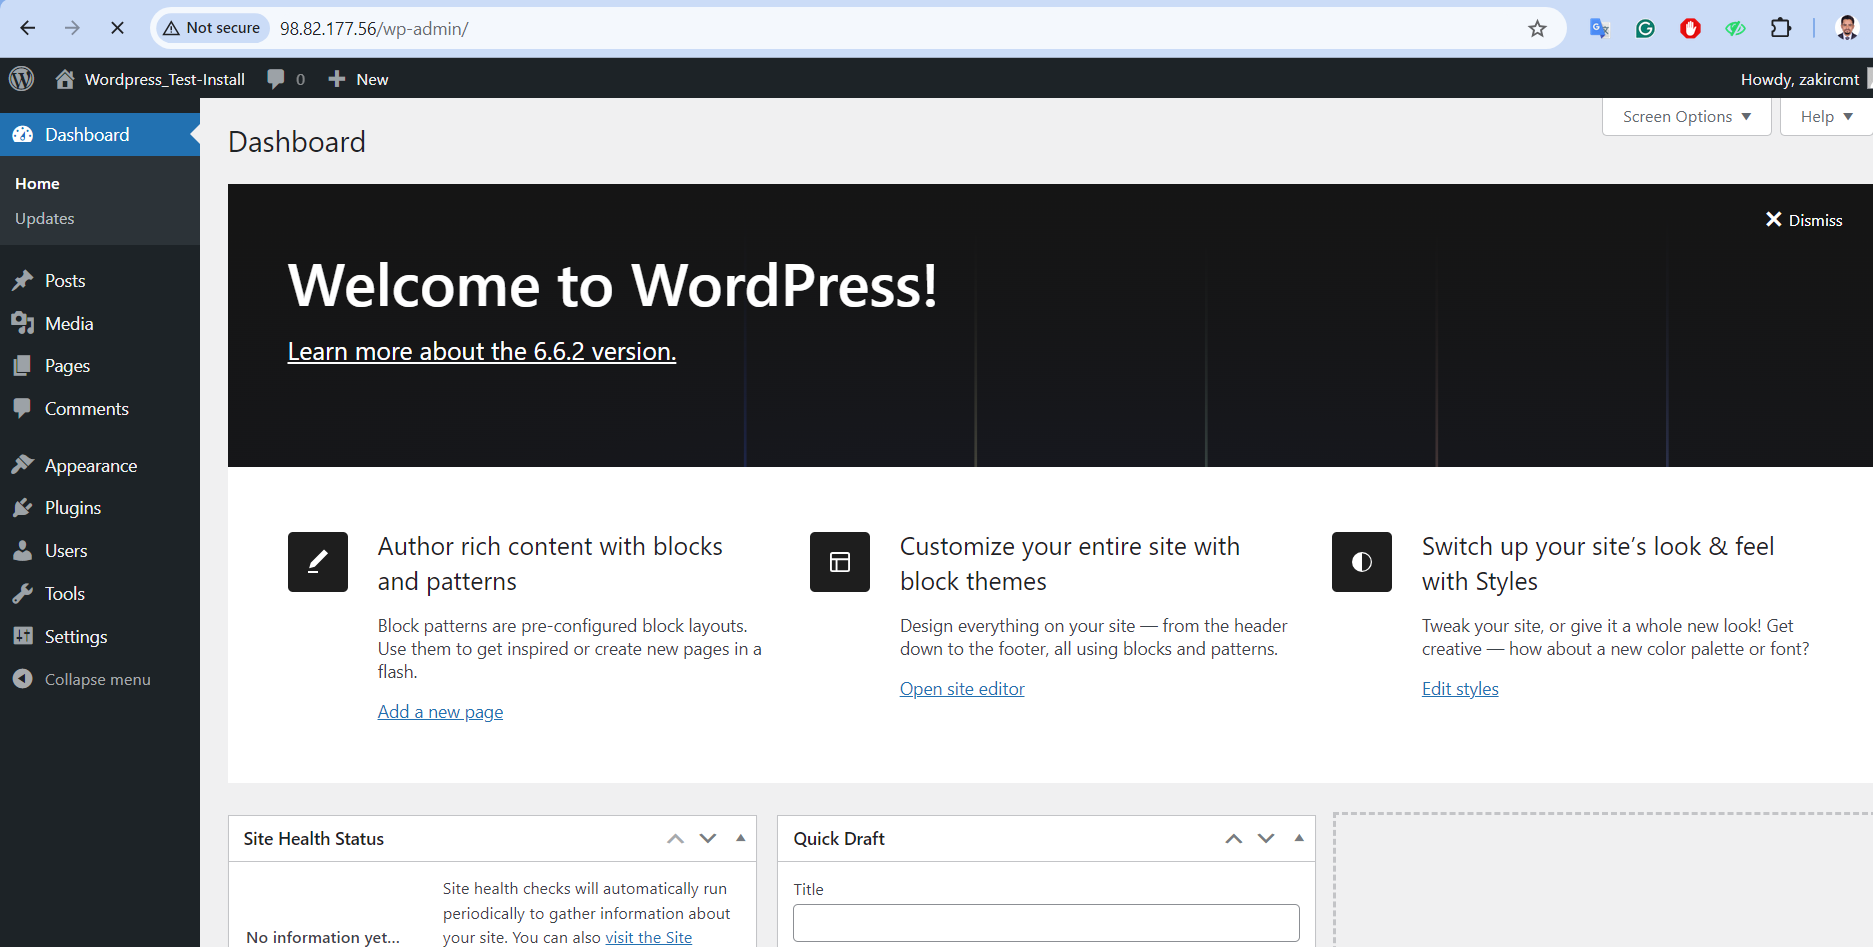 Not secure
98.82.177.56/wp-admin/
Wordpress_Test-Install
0
New
Howdy, zakircmt
Dashboard
Home
Updates
Posts
Media
Pages
Comments
Appearance
Plugins
Users
Tools
Settings
Collapse menu
Dashboard
Screen Options
Help
Dismiss
Welcome to WordPress!
Learn more about the 6.6.2 version.
Author rich content with blocks
and patterns
Block patterns are pre-configured block layouts.
Use them to get inspired or create new pages in a
flash.
Add a new page
Customize your entire site with
block themes
Design everything on your site — from the header
down to the footer, all using blocks and patterns.
Open site editor
Switch up your site’s look & feel
with Styles
Tweak your site, or give it a whole new look! Get
creative — how about a new color palette or font?
Edit styles
Site Health Status
No information yet...
Site health checks will automatically run
periodically to gather information about
your site. You can also visit the Site
Quick Draft
Title